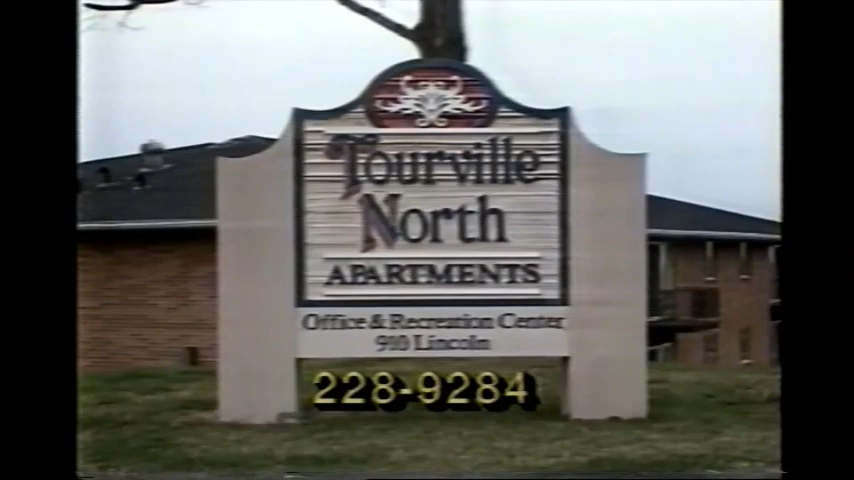 Tourville
North
APARTMENTS
Office & Recreation Center
910 Lincoln
228-9284